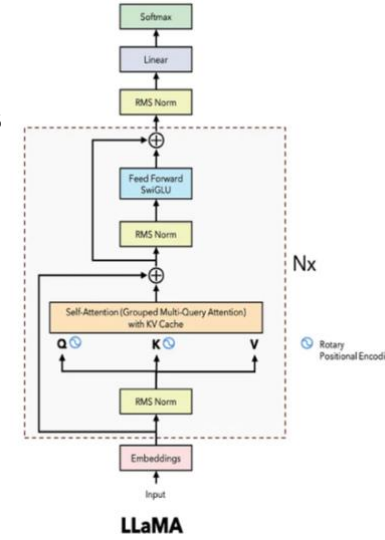 Softmax
Linear
RMS Norm
Feed Forward
SwiGLU
RMS Norm
Nx
Self-Attention (Grouped Multi-Query Attention)
with KV Cache
Q
K
V
Rotary
Positional Encodi
RMS Norm
Embeddings
Input
LLaMA